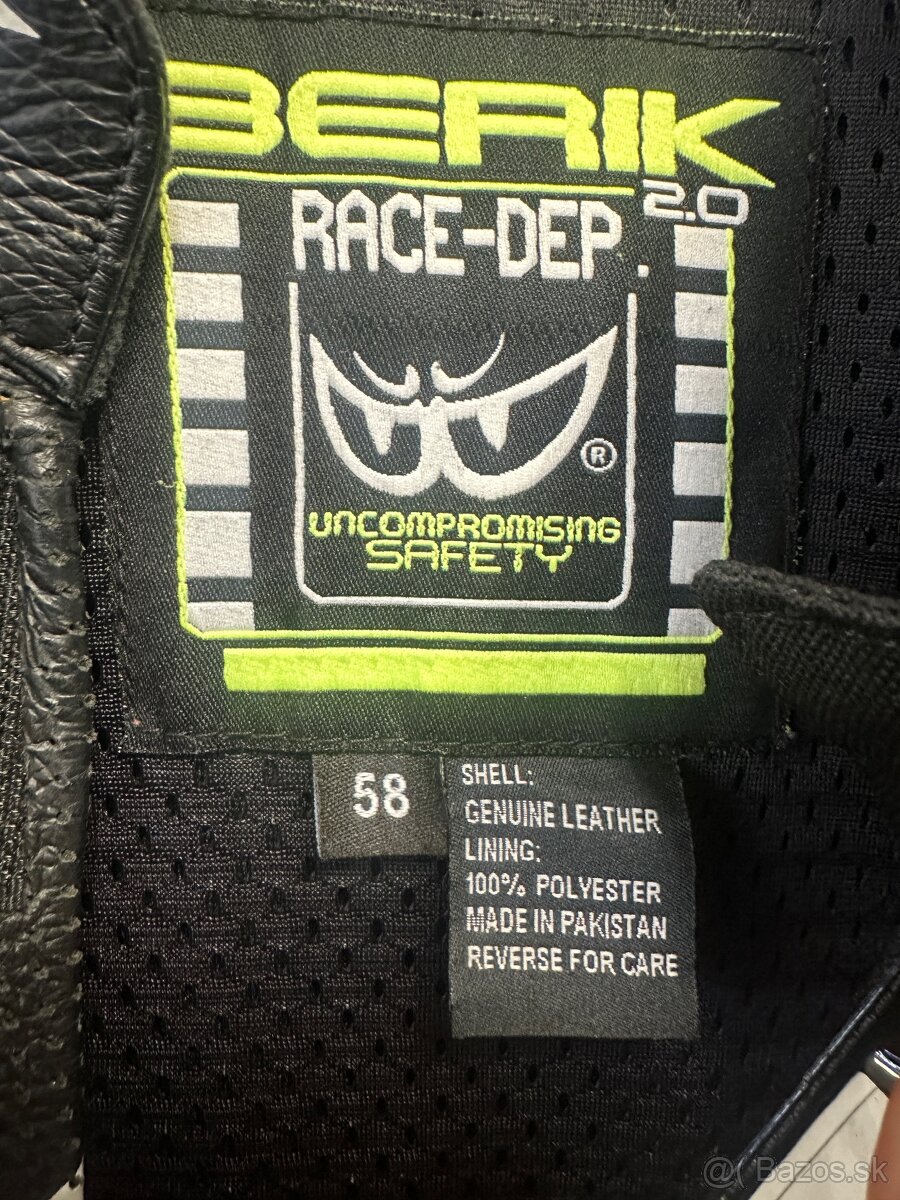 BERIK
2.0
RACE-DEP.
®
UNCOMPROMISING
SAFETY
58
SHELL:
GENUINE LEATHER
LINING:
100% POLYESTER
MADE IN PAKISTAN
REVERSE FOR CARE
@( Bazos.sk